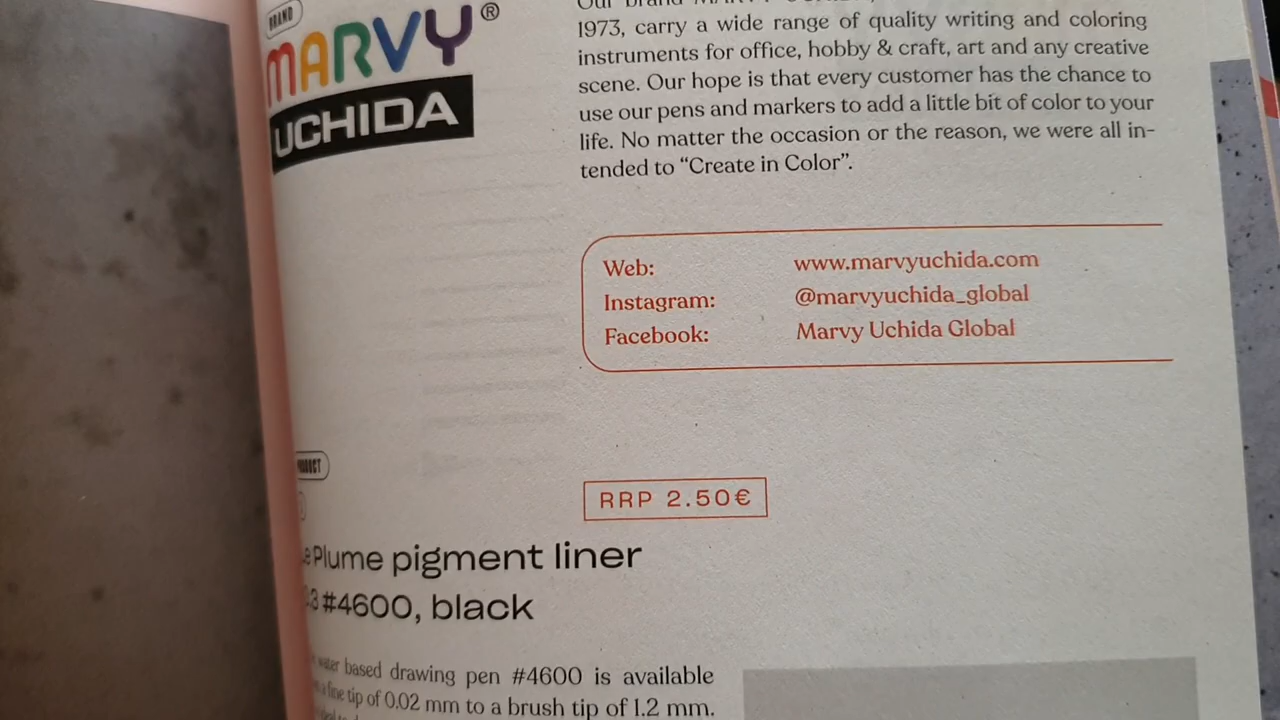 BRAND
MARVY®
UCHIDA
1973, carry a wide range of quality writing and coloring
instruments for office, hobby & craft, art and any creative
scene. Our hope is that every customer has the chance to
use our pens and markers to add a little bit of color to your
life. No matter the occasion or the reason, we were all in-
tended to “Create in Color”.
Web: www.marvyuchida.com
Instagram: @marvyuchida_global
Facebook: Marvy Uchida Global
RRP 2.50€
Plume pigment liner
#4600, black
water based drawing pen #4600 is available
a fine tip of 0.02 mm to a brush tip of 1.2 mm.